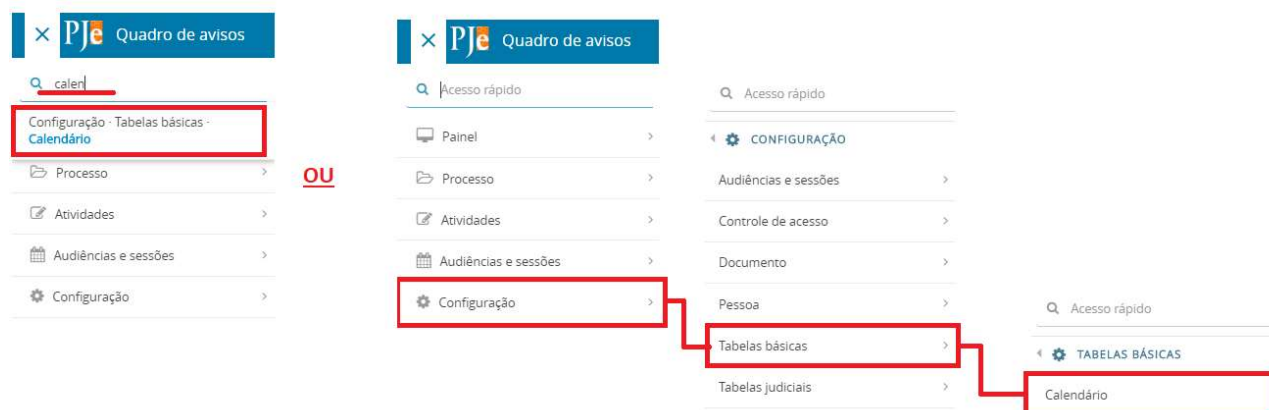 PJe Quadro de avisos
calen
Configuração · Tabelas básicas ·
Calendário
Processo
Atividades
Audiências e sessões
Configuração
OU
PJe Quadro de avisos
Acesso rápido
Painel
Processo
Atividades
Audiências e sessões
Configuração
Acesso rápido
CONFIGURAÇÃO
Audiências e sessões
Controle de acesso
Documento
Pessoa
Tabelas básicas
Tabelas judiciais
Acesso rápido
TABELAS BÁSICAS
Calendário